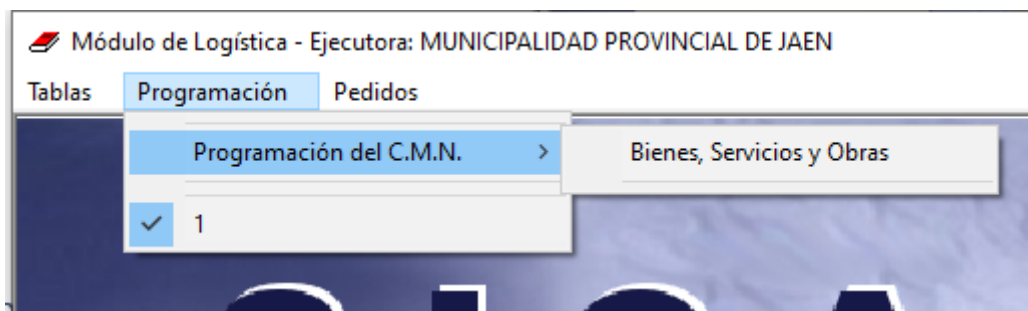 Módulo de Logística - Ejecutora: MUNICIPALIDAD PROVINCIAL DE JAEN
Tablas Programación Pedidos
Programación del C.M.N. > Bienes, Servicios y Obras
1